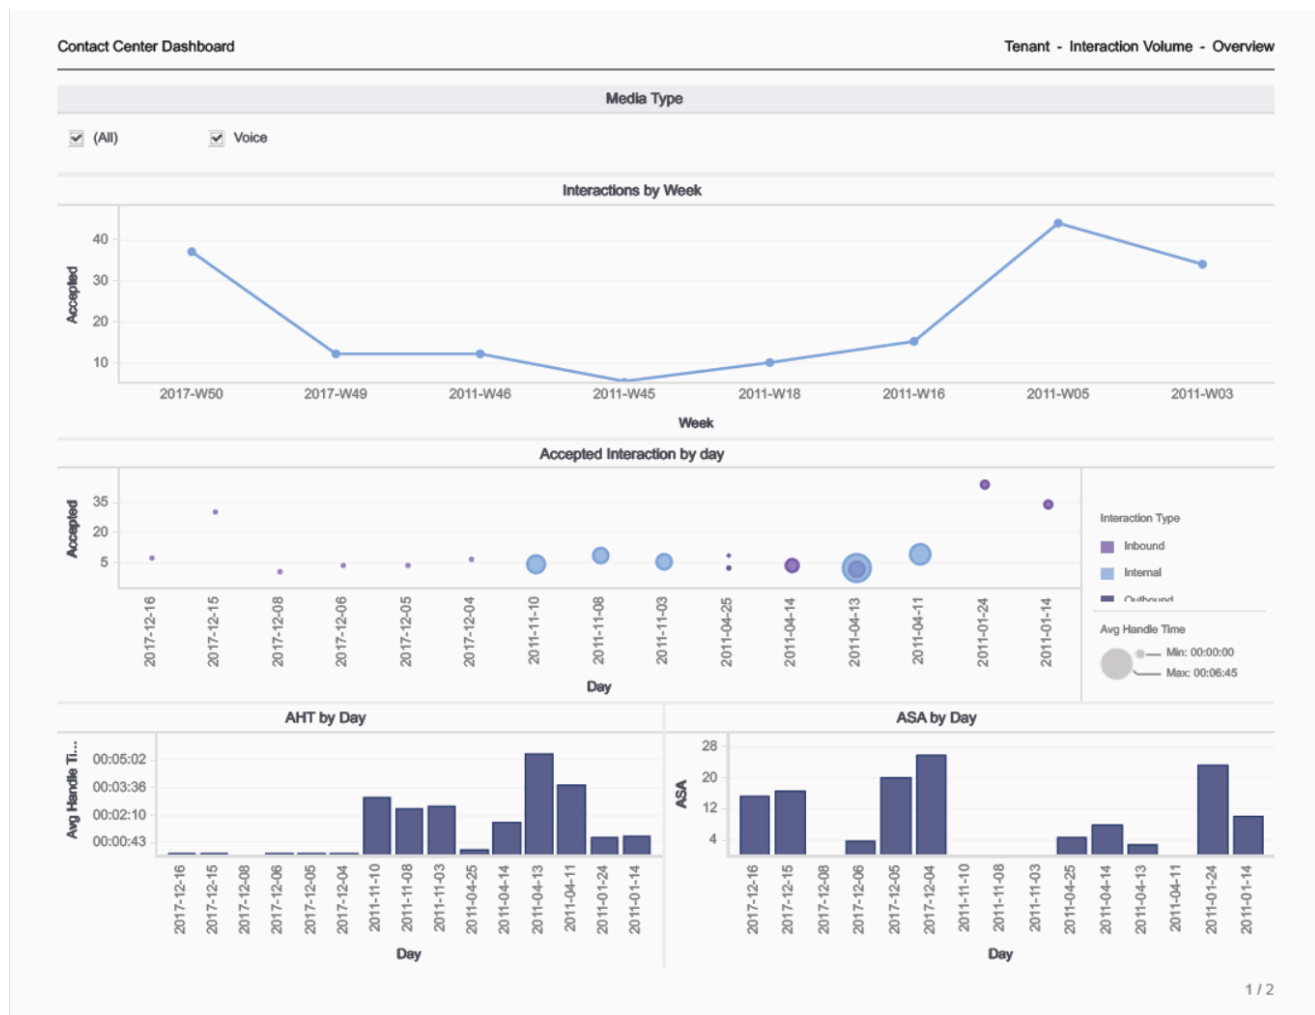 Contact Center Dashboard
Tenant - Interaction Volume - Overview
Media Type
(All)
Voice
Interactions by Week
Accepted
40
30
20
10
2017-W50
2017-W49
2011-W46
2011-W45
2011-W18
2011-W16
2011-W05
2011-W03
Week
Accepted Interaction by day
Accepted
35
20
5
2017-12-16
2017-12-15
2017-12-08
2017-12-06
2017-12-05
2017-12-04
2011-11-10
2011-11-08
2011-11-03
2011-04-25
2011-04-14
2011-04-13
2011-04-11
2011-01-24
2011-01-14
Day
Interaction Type
Inbound
Internal
Outbound
Avg Handle Time
Min: 00:00:00
Max: 00:06:45
AHT by Day
Avg Handle Ti...
00:05:02
00:03:36
00:02:10
00:00:43
2017-12-16
2017-12-15
2017-12-08
2017-12-06
2017-12-05
2017-12-04
2011-11-10
2011-11-08
2011-11-03
2011-04-25
2011-04-14
2011-04-13
2011-04-11
2011-01-24
2011-01-14
Day
ASA by Day
ASA
28
20
12
4
2017-12-16
2017-12-15
2017-12-08
2017-12-06
2017-12-05
2017-12-04
2011-11-10
2011-11-08
2011-11-03
2011-04-25
2011-04-14
2011-04-13
2011-04-11
2011-01-24
2011-01-14
Day
1 / 2